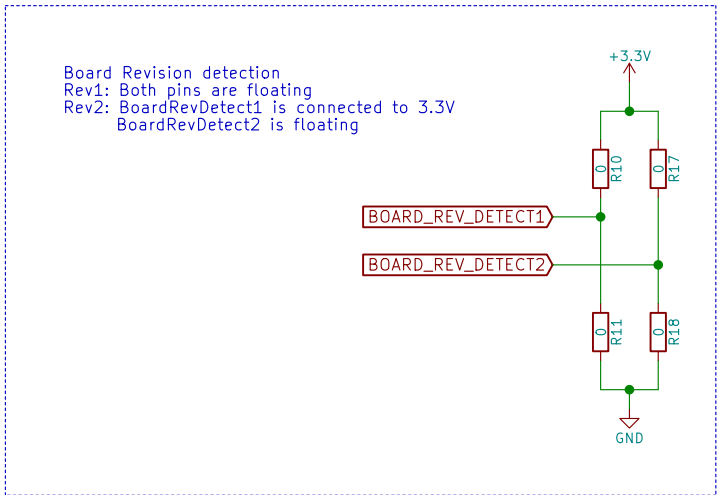 +3.3V
Board Revision detection
Rev1: Both pins are floating
Rev2: BoardRevDetect1 is connected to 3.3V
BoardRevDetect2 is floating
0
R10
0
R17
BOARD_REV_DETECT1
BOARD_REV_DETECT2
0
R11
0
R18
GND